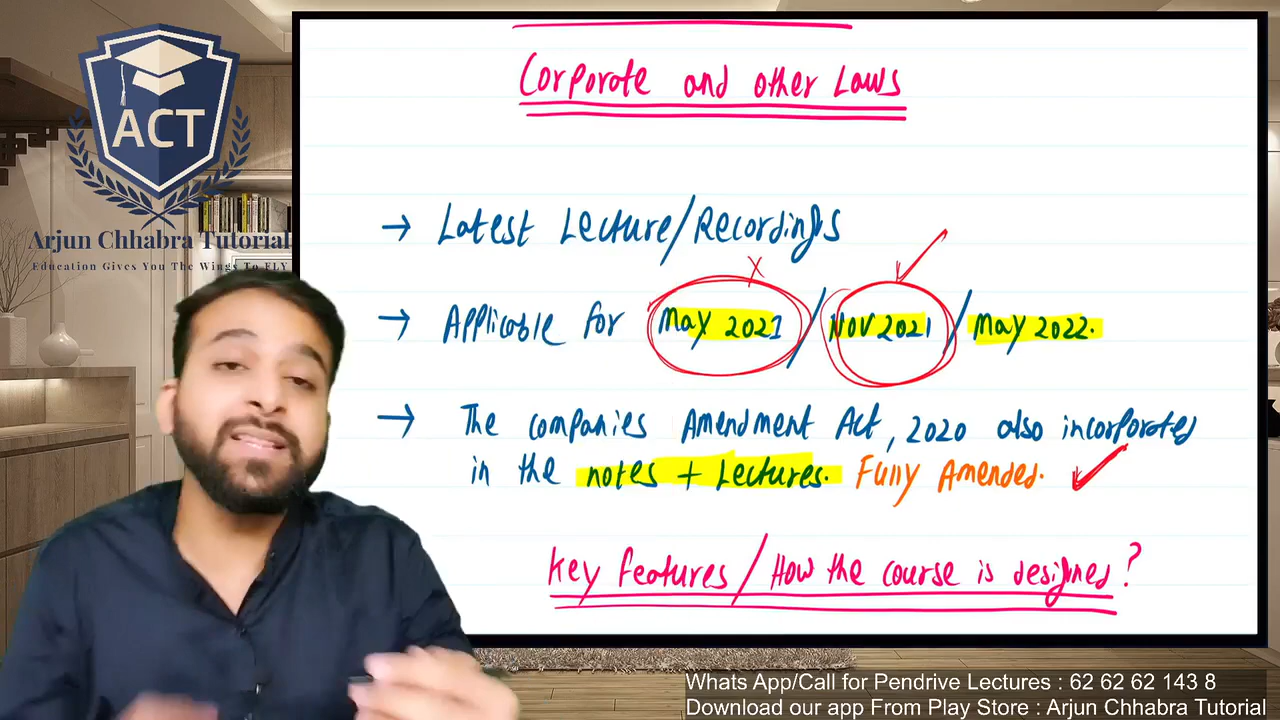 ACT
Arjun Chhabra Tutorial
Education Gives You The Wings To FLY
Corporate and other Laws
→ Latest Lecture/Recordings
→ Applicable for May 2021 / Nov 2021 / May 2022.
→ The companies Amendment Act, 2020 also incorporated
in the notes + Lectures. Fully Amended.
Key features / How the course is designed?
Whats App/Call for Pendrive Lectures : 62 62 62 143 8
Download our app From Play Store : Arjun Chhabra Tutorial